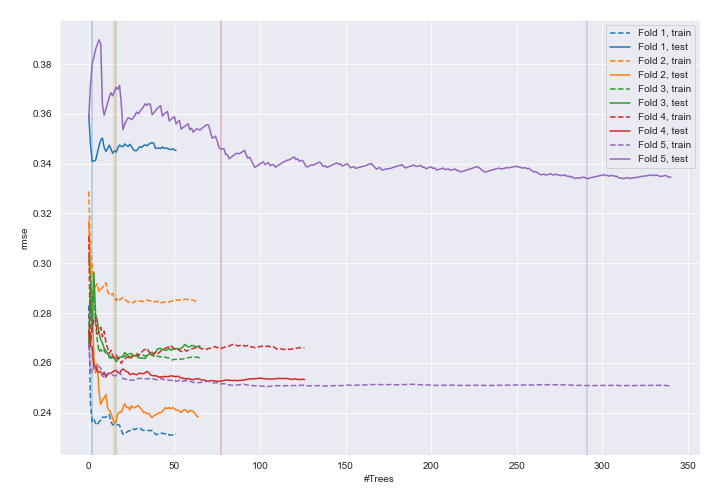 0.38
0.36
0.34
0.32
0.30
0.28
0.26
0.24
rmse
0
50
100
150
200
250
300
350
#Trees
Fold 1, train
Fold 1, test
Fold 2, train
Fold 2, test
Fold 3, train
Fold 3, test
Fold 4, train
Fold 4, test
Fold 5, train
Fold 5, test